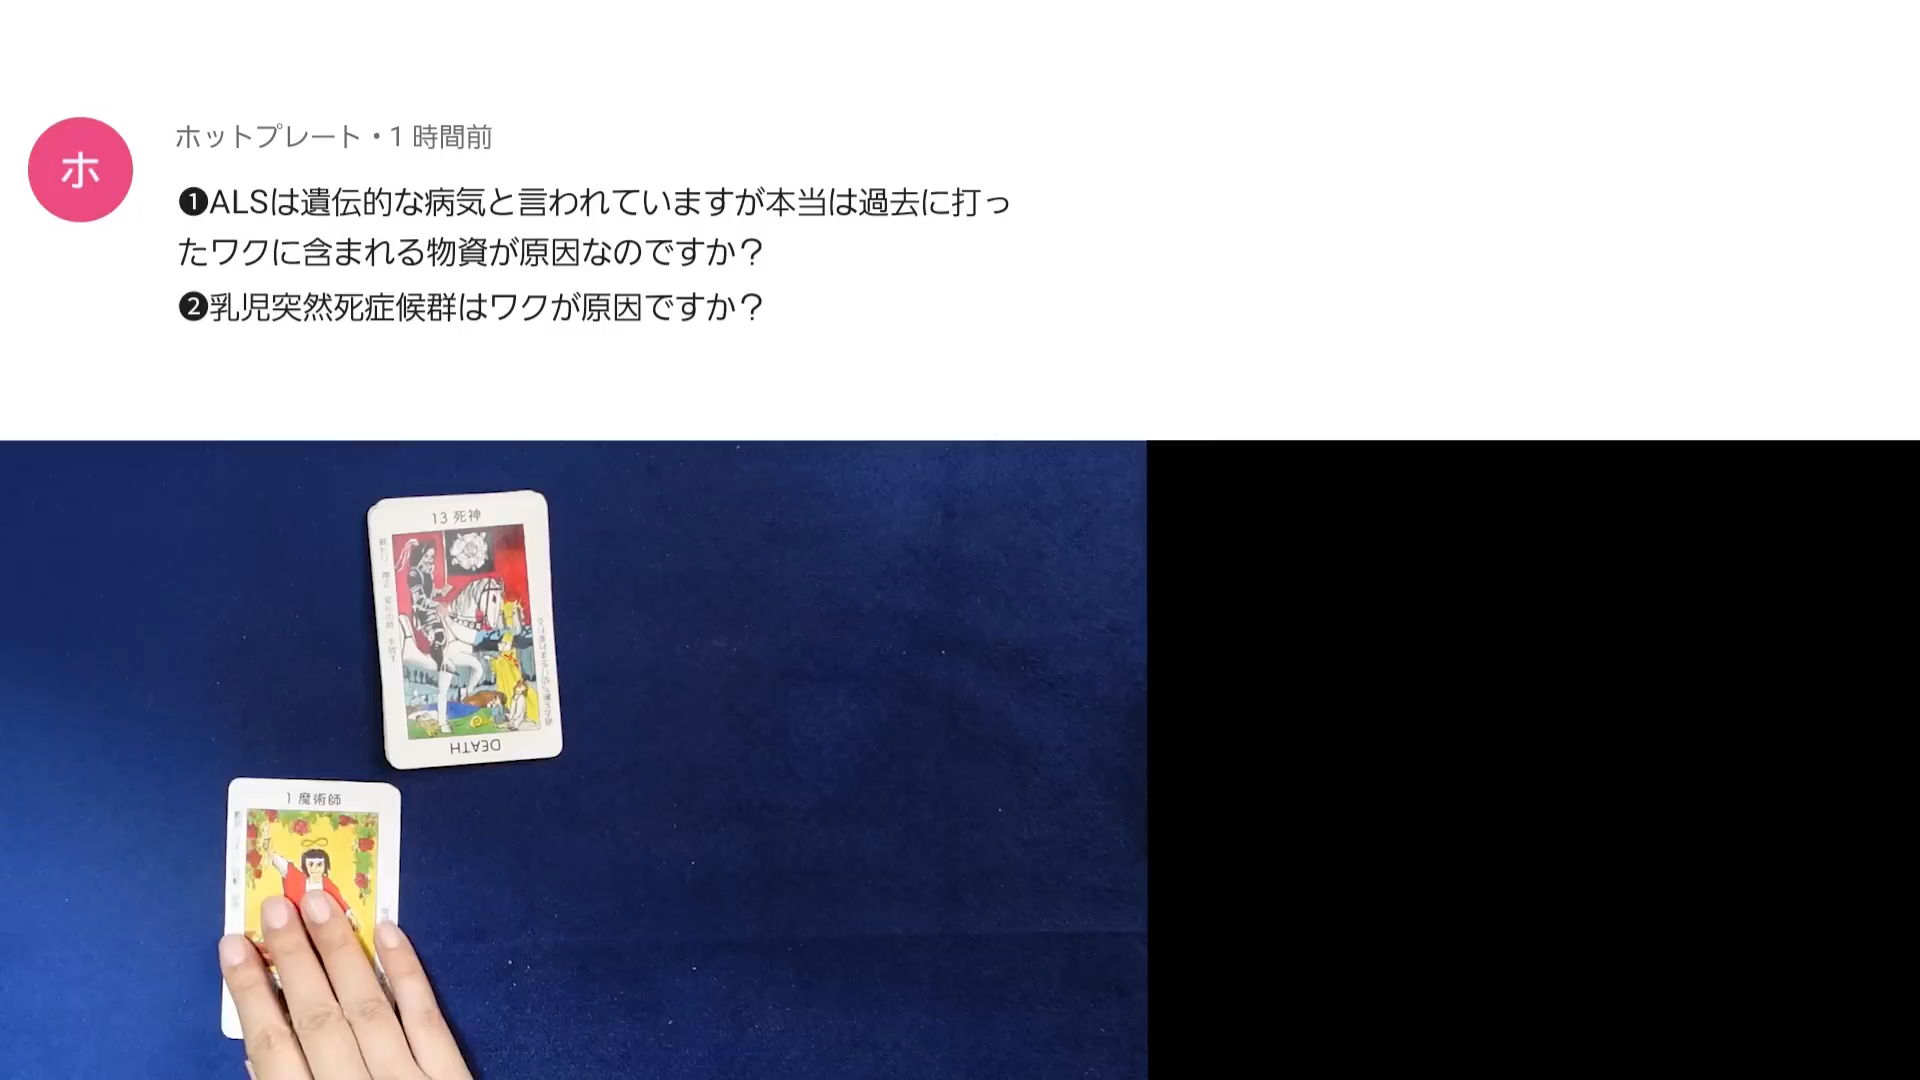 ホ
ホットプレート・1 時間前
❶ALSは遺伝的な病気と言われていますが本当は過去に打っ
たワクに含まれる物資が原因なのですか？
❷乳児突然死症候群はワクが原因ですか？
13 死神
DEATH
1 魔術師